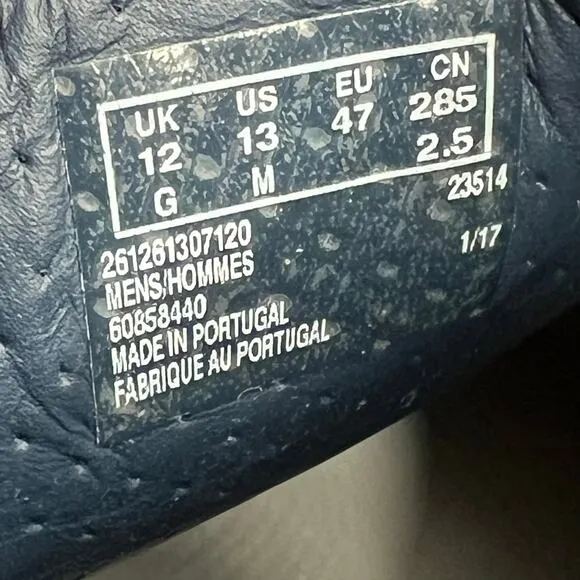 UK US EU CN
12 13 47 285
G M 2.5
23514
261261307120
MENS/HOMMES 1/17
60858440
MADE IN PORTUGAL
FABRIQUE AU PORTUGAL